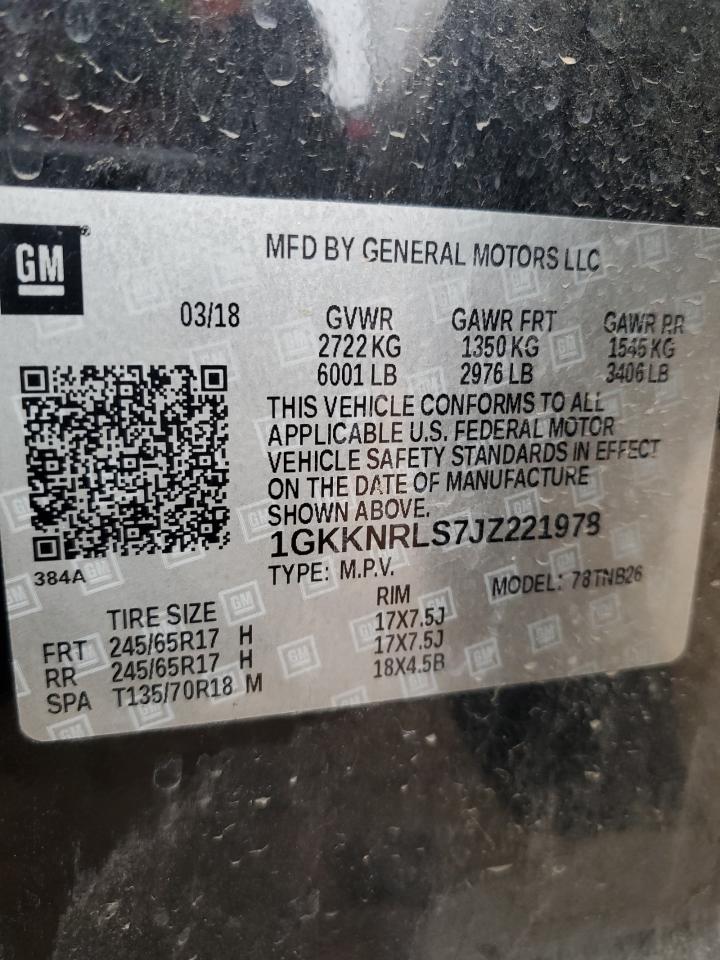 GM
MFD BY GENERAL MOTORS LLC
03/18
GVWR GAWR FRT GAWR RR
2722 KG 1350 KG 1545 KG
6001 LB 2976 LB 3406 LB
THIS VEHICLE CONFORMS TO ALL
APPLICABLE U.S. FEDERAL MOTOR
VEHICLE SAFETY STANDARDS IN EFFECT
ON THE DATE OF MANUFACTURE
SHOWN ABOVE.
1GKKNRLS7JZ221978
384A
TYPE: M.P.V. MODEL: 78TNB26
TIRE SIZE RIM
FRT 245/65R17 H 17X7.5J
RR 245/65R17 H 17X7.5J
SPA T135/70R18 M 18X4.5B